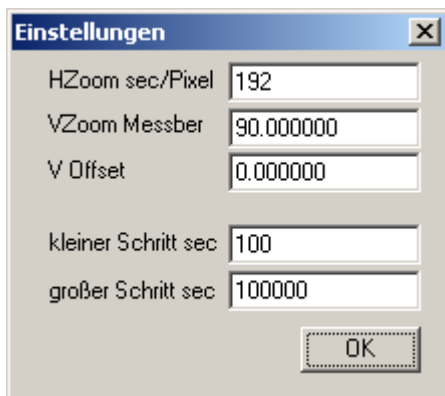 Einstellungen
HZoom sec/Pixel 192
VZoom Messber 90.000000
V Offset 0.000000
kleiner Schritt sec 100
großer Schritt sec 100000
OK